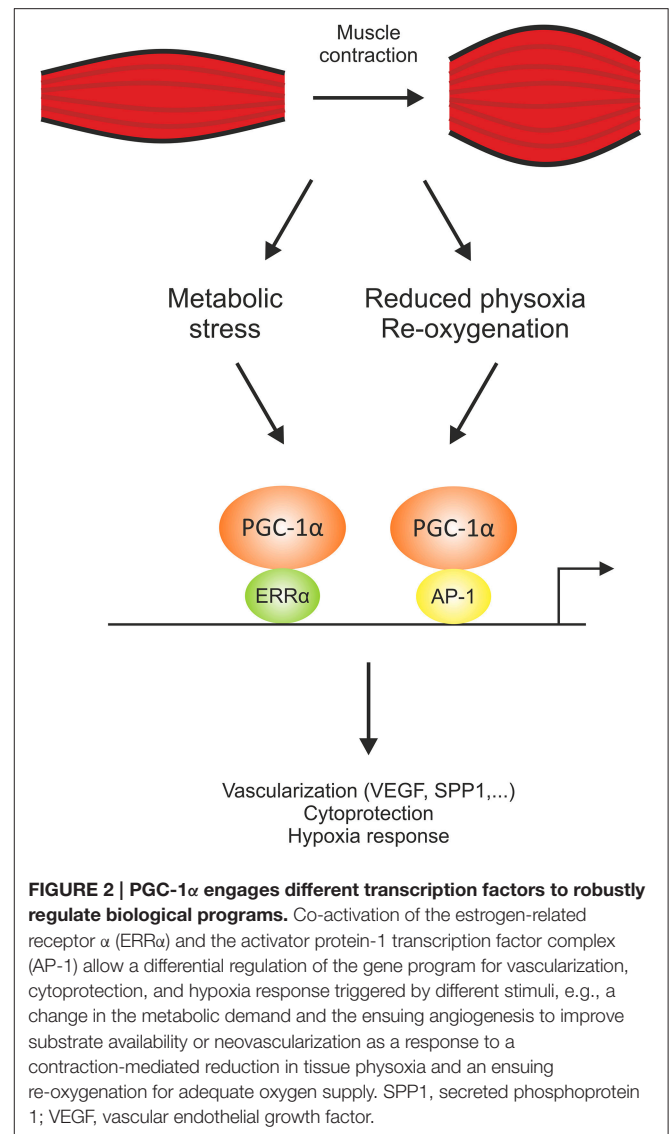 Muscle
contraction
Metabolic
stress
Reduced physoxia
Re-oxygenation
PGC-1α
PGC-1α
ERRα
AP-1
Vascularization (VEGF, SPP1,...)
Cytoprotection
Hypoxia response
FIGURE 2 | PGC-1α engages different transcription factors to robustly
regulate biological programs. Co-activation of the estrogen-related
receptor α (ERRα) and the activator protein-1 transcription factor complex
(AP-1) allow a differential regulation of the gene program for vascularization,
cytoprotection, and hypoxia response triggered by different stimuli, e.g., a
change in the metabolic demand and the ensuing angiogenesis to improve
substrate availability or neovascularization as a response to a
contraction-mediated reduction in tissue physoxia and an ensuing
re-oxygenation for adequate oxygen supply. SPP1, secreted phosphoprotein
1; VEGF, vascular endothelial growth factor.